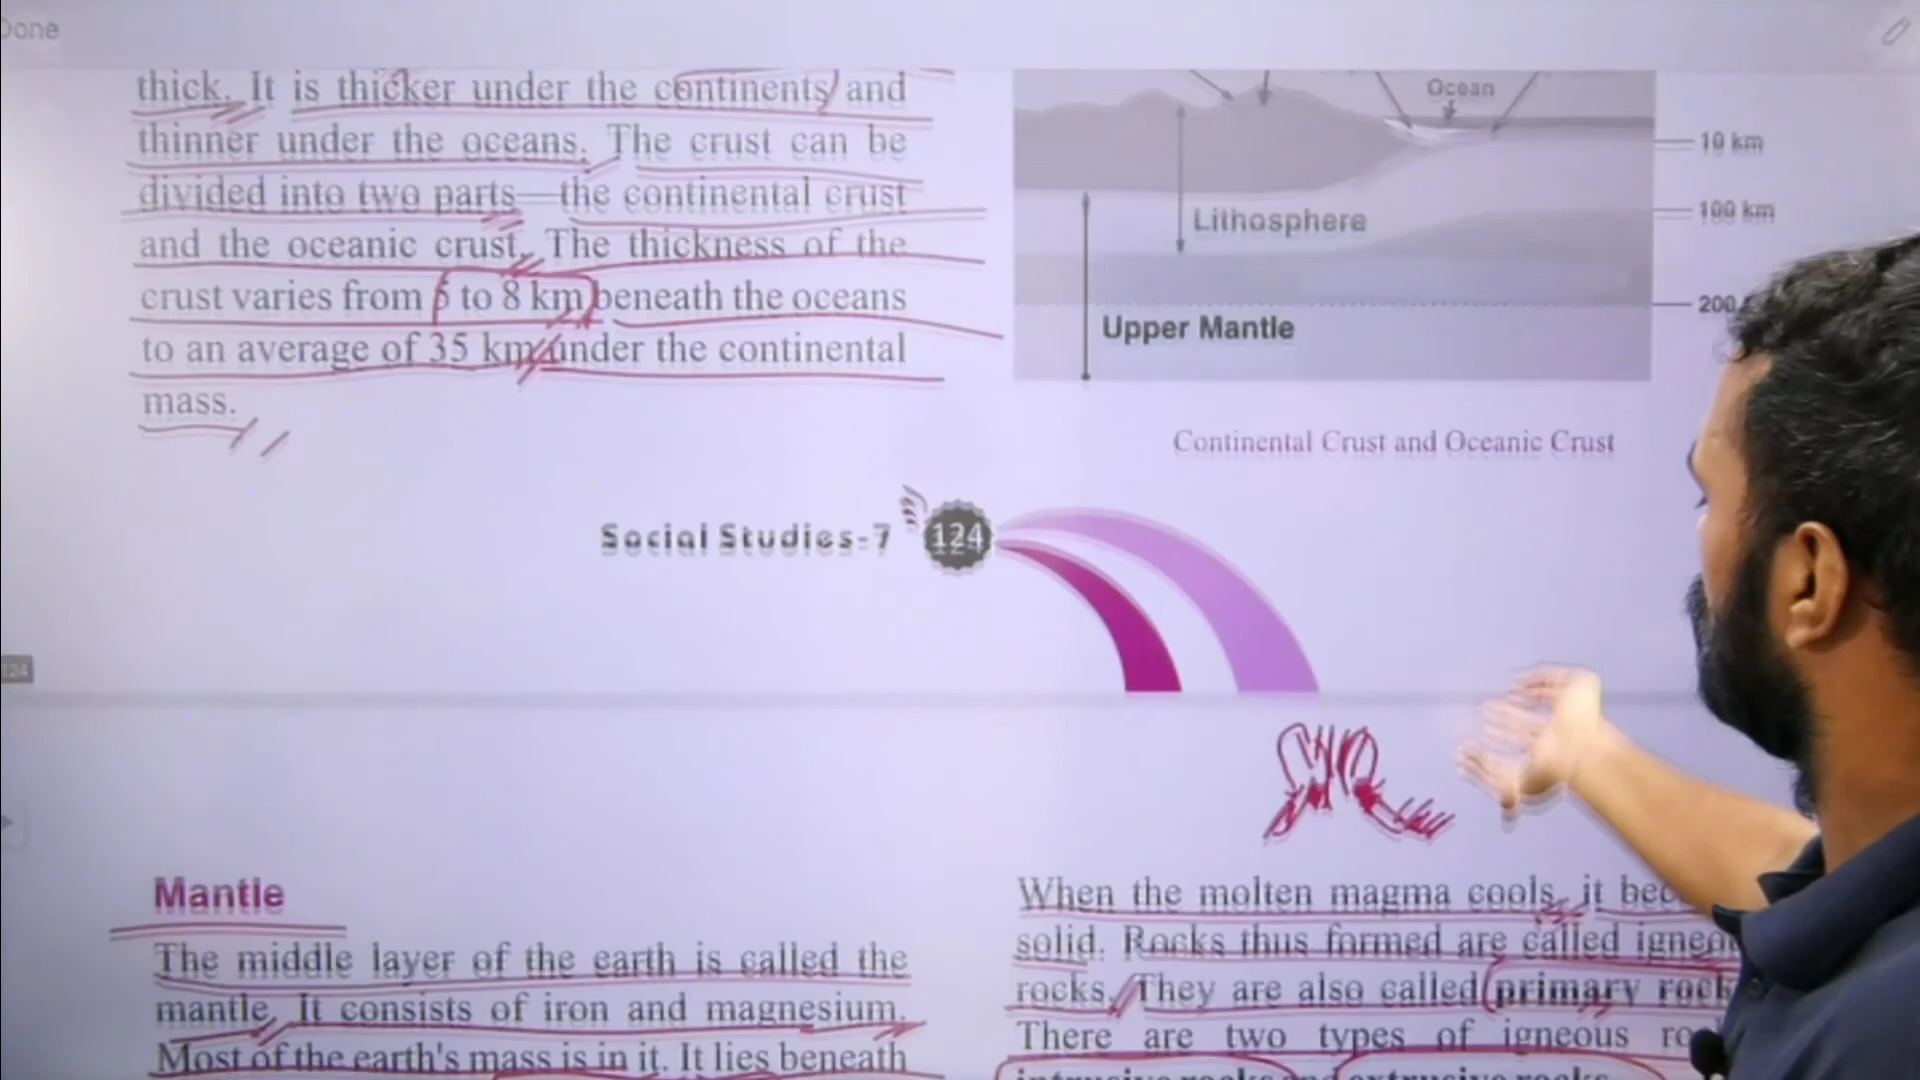 Done
thick. It is thicker under the continents and
thinner under the oceans. The crust can be
divided into two parts—the continental crust
and the oceanic crust. The thickness of the
crust varies from 5 to 8 km beneath the oceans
to an average of 35 km under the continental
mass.
Ocean
10 km
100 km
200
Lithosphere
Upper Mantle
Continental Crust and Oceanic Crust
Social Studies-7 124
124
Mantle
The middle layer of the earth is called the
mantle. It consists of iron and magnesium.
Most of the earth's mass is in it. It lies beneath
When the molten magma cools, it
solid. Rocks thus formed are called
rocks. They are also called primary
There are two types of igneous
intrusive rocks and extrusive rocks.